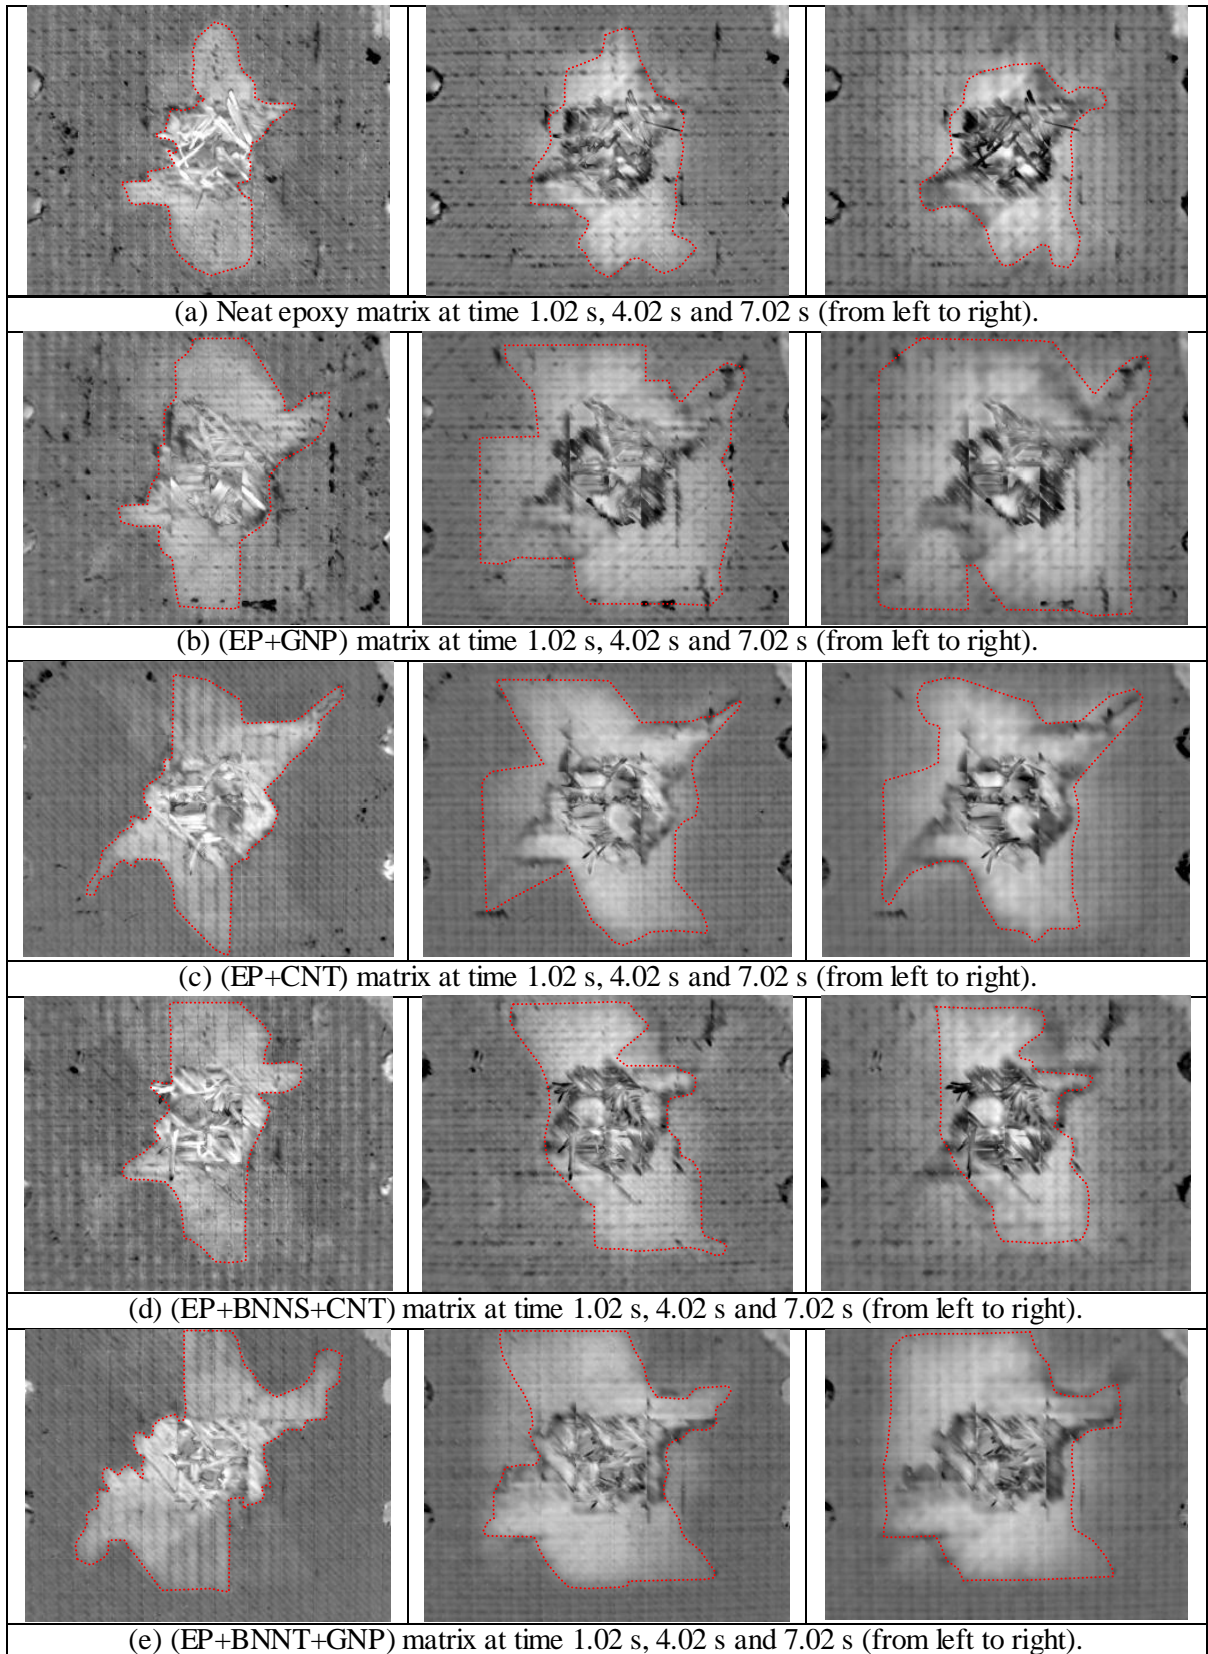 (a) Neat epoxy matrix at time 1.02 s, 4.02 s and 7.02 s (from left to right).
(b) (EP+GNP) matrix at time 1.02 s, 4.02 s and 7.02 s (from left to right).
(c) (EP+CNT) matrix at time 1.02 s, 4.02 s and 7.02 s (from left to right).
(d) (EP+BNNS+CNT) matrix at time 1.02 s, 4.02 s and 7.02 s (from left to right).
(e) (EP+BNNT+GNP) matrix at time 1.02 s, 4.02 s and 7.02 s (from left to right).